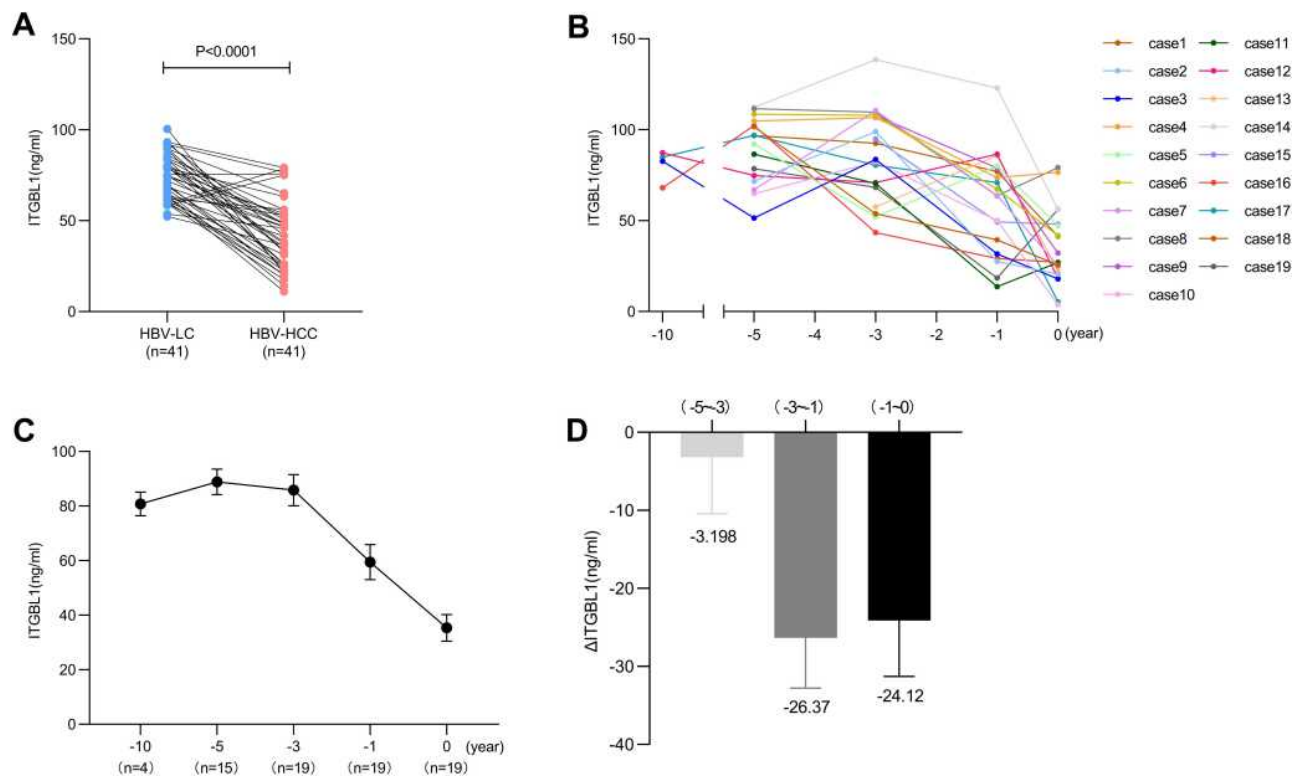 A
150
100
50
0
ITGBL1(ng/ml)
P<0.0001
HBV-LC
(n=41)
HBV-HCC
(n=41)
B
150
100
50
0
ITGBL1(ng/ml)
-10
-5
-4
-3
-2
-1
0
(year)
case1
case2
case3
case4
case5
case6
case7
case8
case9
case10
case11
case12
case13
case14
case15
case16
case17
case18
case19
C
100
80
60
40
20
0
ITGBL1(ng/ml)
-10
-5
-3
-1
0
(year)
(n=4)
(n=15)
(n=19)
(n=19)
(n=19)
D
(-5~-3)
(-3~-1)
(-1~0)
0
-10
-20
-30
-40
ΔITGBL1(ng/ml)
-3.198
-26.37
-24.12